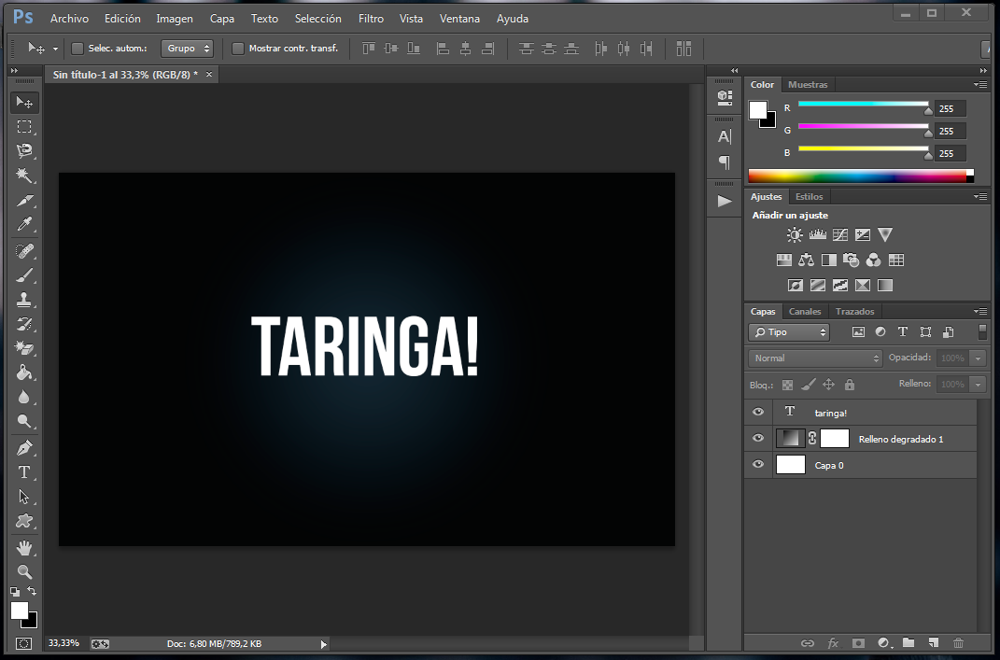 Ps Archivo Edición Imagen Capa Texto Selección Filtro Vista Ventana Ayuda
Selec. autom.: Grupo Mostrar contr. transf.
Sin título-1 al 33,3% (RGB/8) * ×
Color Muestras
R 255
G 255
B 255
Ajustes Estilos
Añadir un ajuste
TARINGA!
Capas Canales Trazados
Tipo T
Normal Opacidad: 100%
Bloq.: Relleno: 100%
T taringa!
Relleno degradado 1
Capa 0
A
T
33,33% Doc: 6,80 MB/789,2 KB
fx